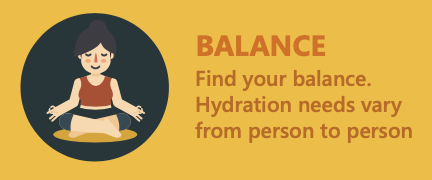 BALANCE
Find your balance.
Hydration needs vary
from person to person